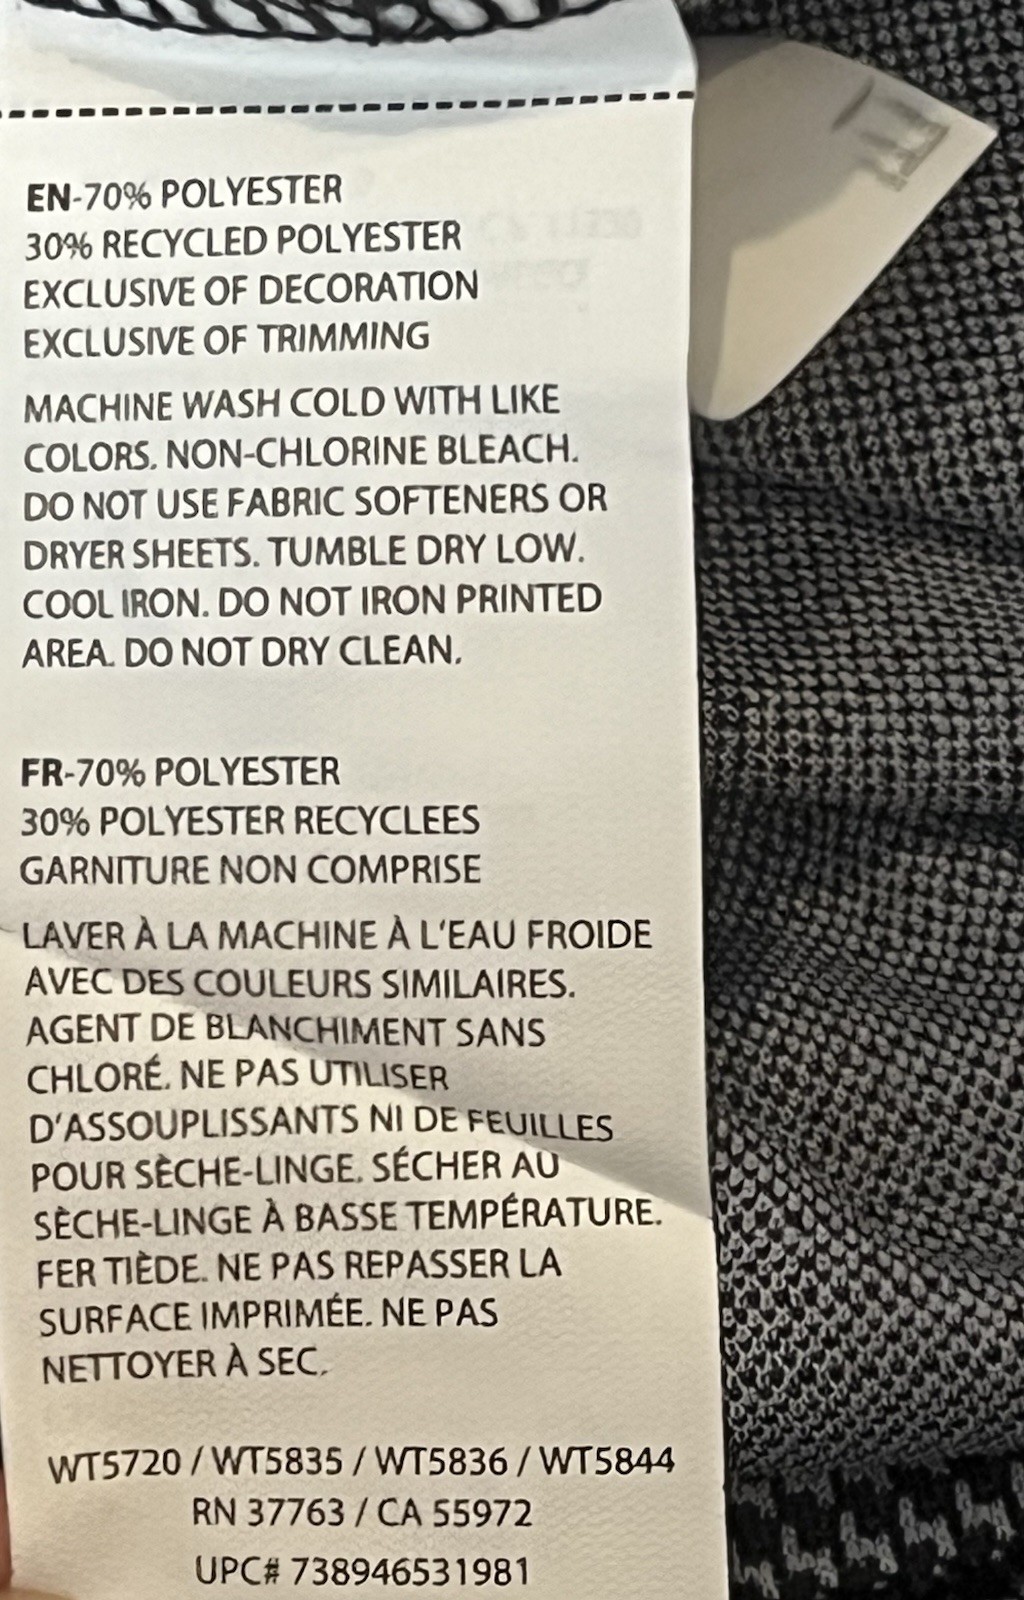 EN-70% POLYESTER
30% RECYCLED POLYESTER
EXCLUSIVE OF DECORATION
EXCLUSIVE OF TRIMMING
MACHINE WASH COLD WITH LIKE
COLORS. NON-CHLORINE BLEACH.
DO NOT USE FABRIC SOFTENERS OR
DRYER SHEETS. TUMBLE DRY LOW.
COOL IRON. DO NOT IRON PRINTED
AREA. DO NOT DRY CLEAN.
FR-70% POLYESTER
30% POLYESTER RECYCLEES
GARNITURE NON COMPRISE
LAVER À LA MACHINE À L'EAU FROIDE
AVEC DES COULEURS SIMILAIRES.
AGENT DE BLANCHIMENT SANS
CHLORÉ. NE PAS UTILISER
D'ASSOUPLISSANTS NI DE FEUILLES
POUR SÈCHE-LINGE. SÉCHER AU
SÈCHE-LINGE À BASSE TEMPÉRATURE.
FER TIÈDE. NE PAS REPASSER LA
SURFACE IMPRIMÉE. NE PAS
NETTOYER À SEC.
WT5720 / WT5835 / WT5836 / WT5844
RN 37763 / CA 55972
UPC# 738946531981